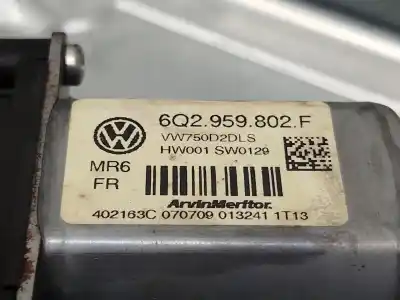 6Q2.959.802.F
VW750D2DLS
HW001 SW0129
MR6
FR
ArvinMeritor
402163C 070709 013241 1T13